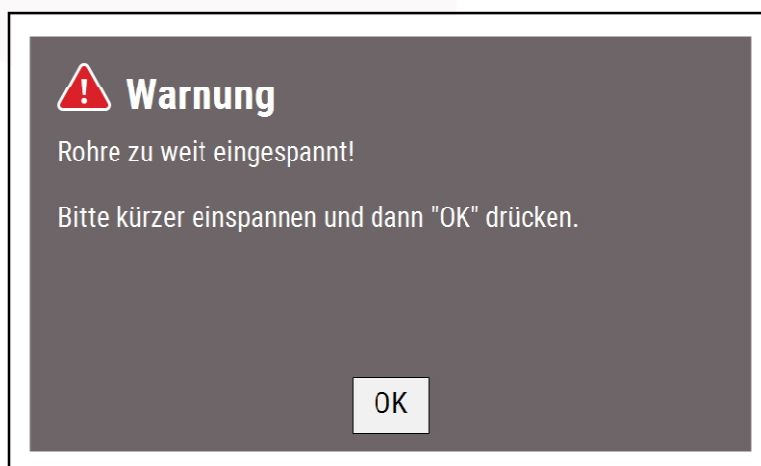 Warnung
Rohre zu weit eingespannt!
Bitte kürzer einspannen und dann "OK" drücken.
OK